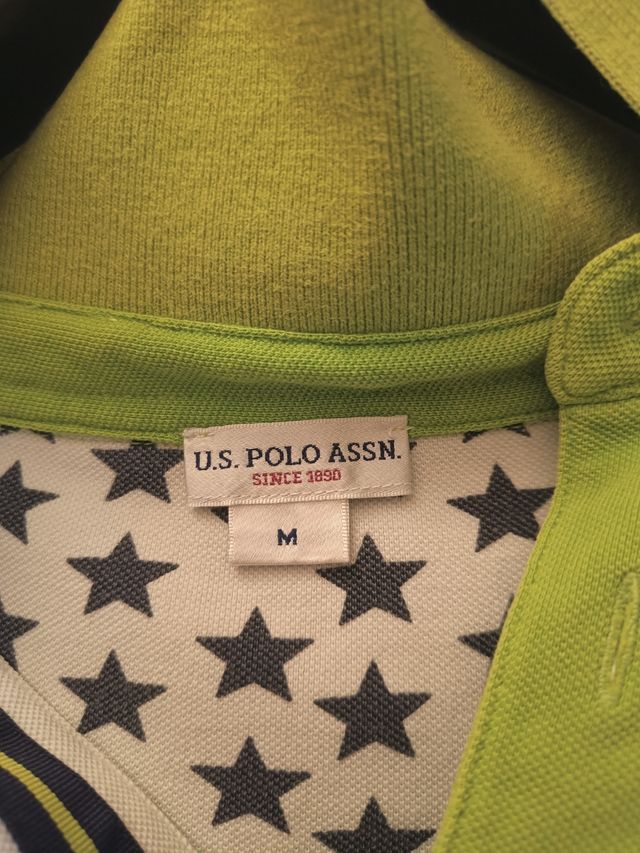 U.S. POLO ASSN.
SINCE 1890
M